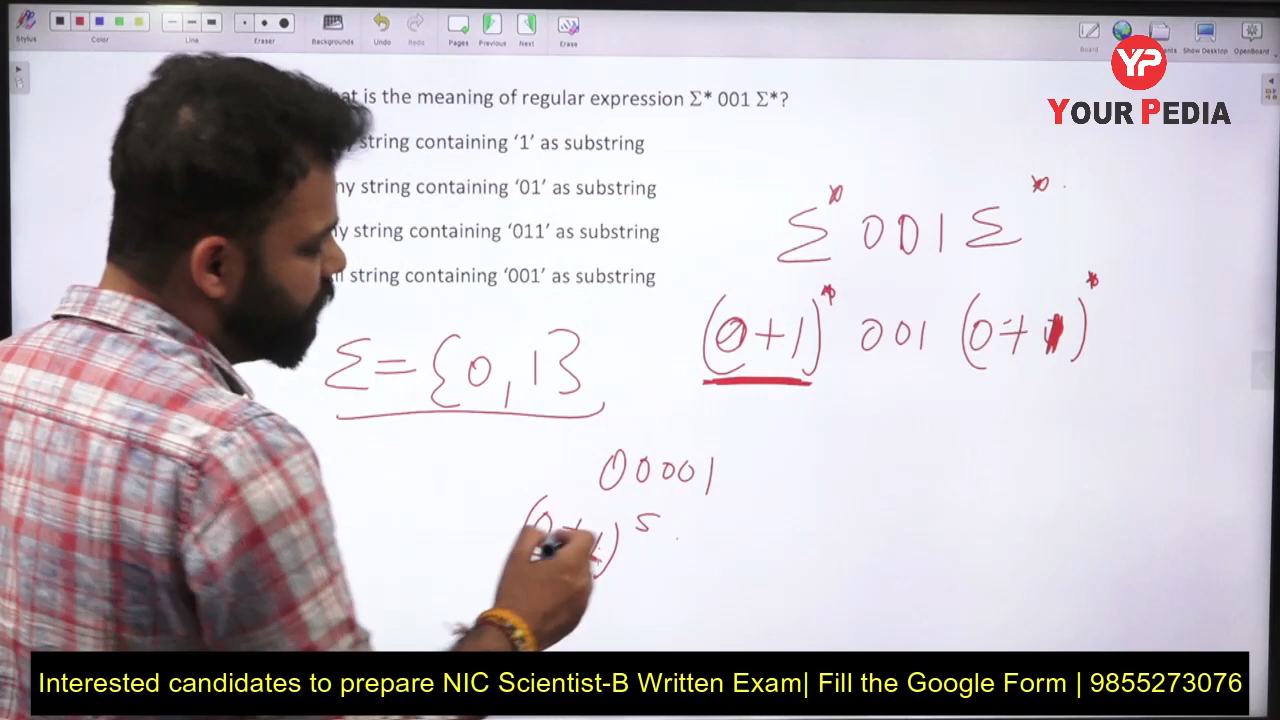 Stylus
Color
Line
Eraser
Backgrounds
Undo
Redo
Pages
Previous
Next
Erase
Board
Show Desktop
OpenBoard
YP
YOUR PEDIA
is the meaning of regular expression Σ* 001 Σ*?
string containing ‘1’ as substring
string containing ‘01’ as substring
string containing ‘011’ as substring
string containing ‘001’ as substring
Σ* 001 Σ*
(0+1)* 001 (0+1)*
Σ={0,1}
00001
5
Interested candidates to prepare NIC Scientist-B Written Exam| Fill the Google Form | 9855273076